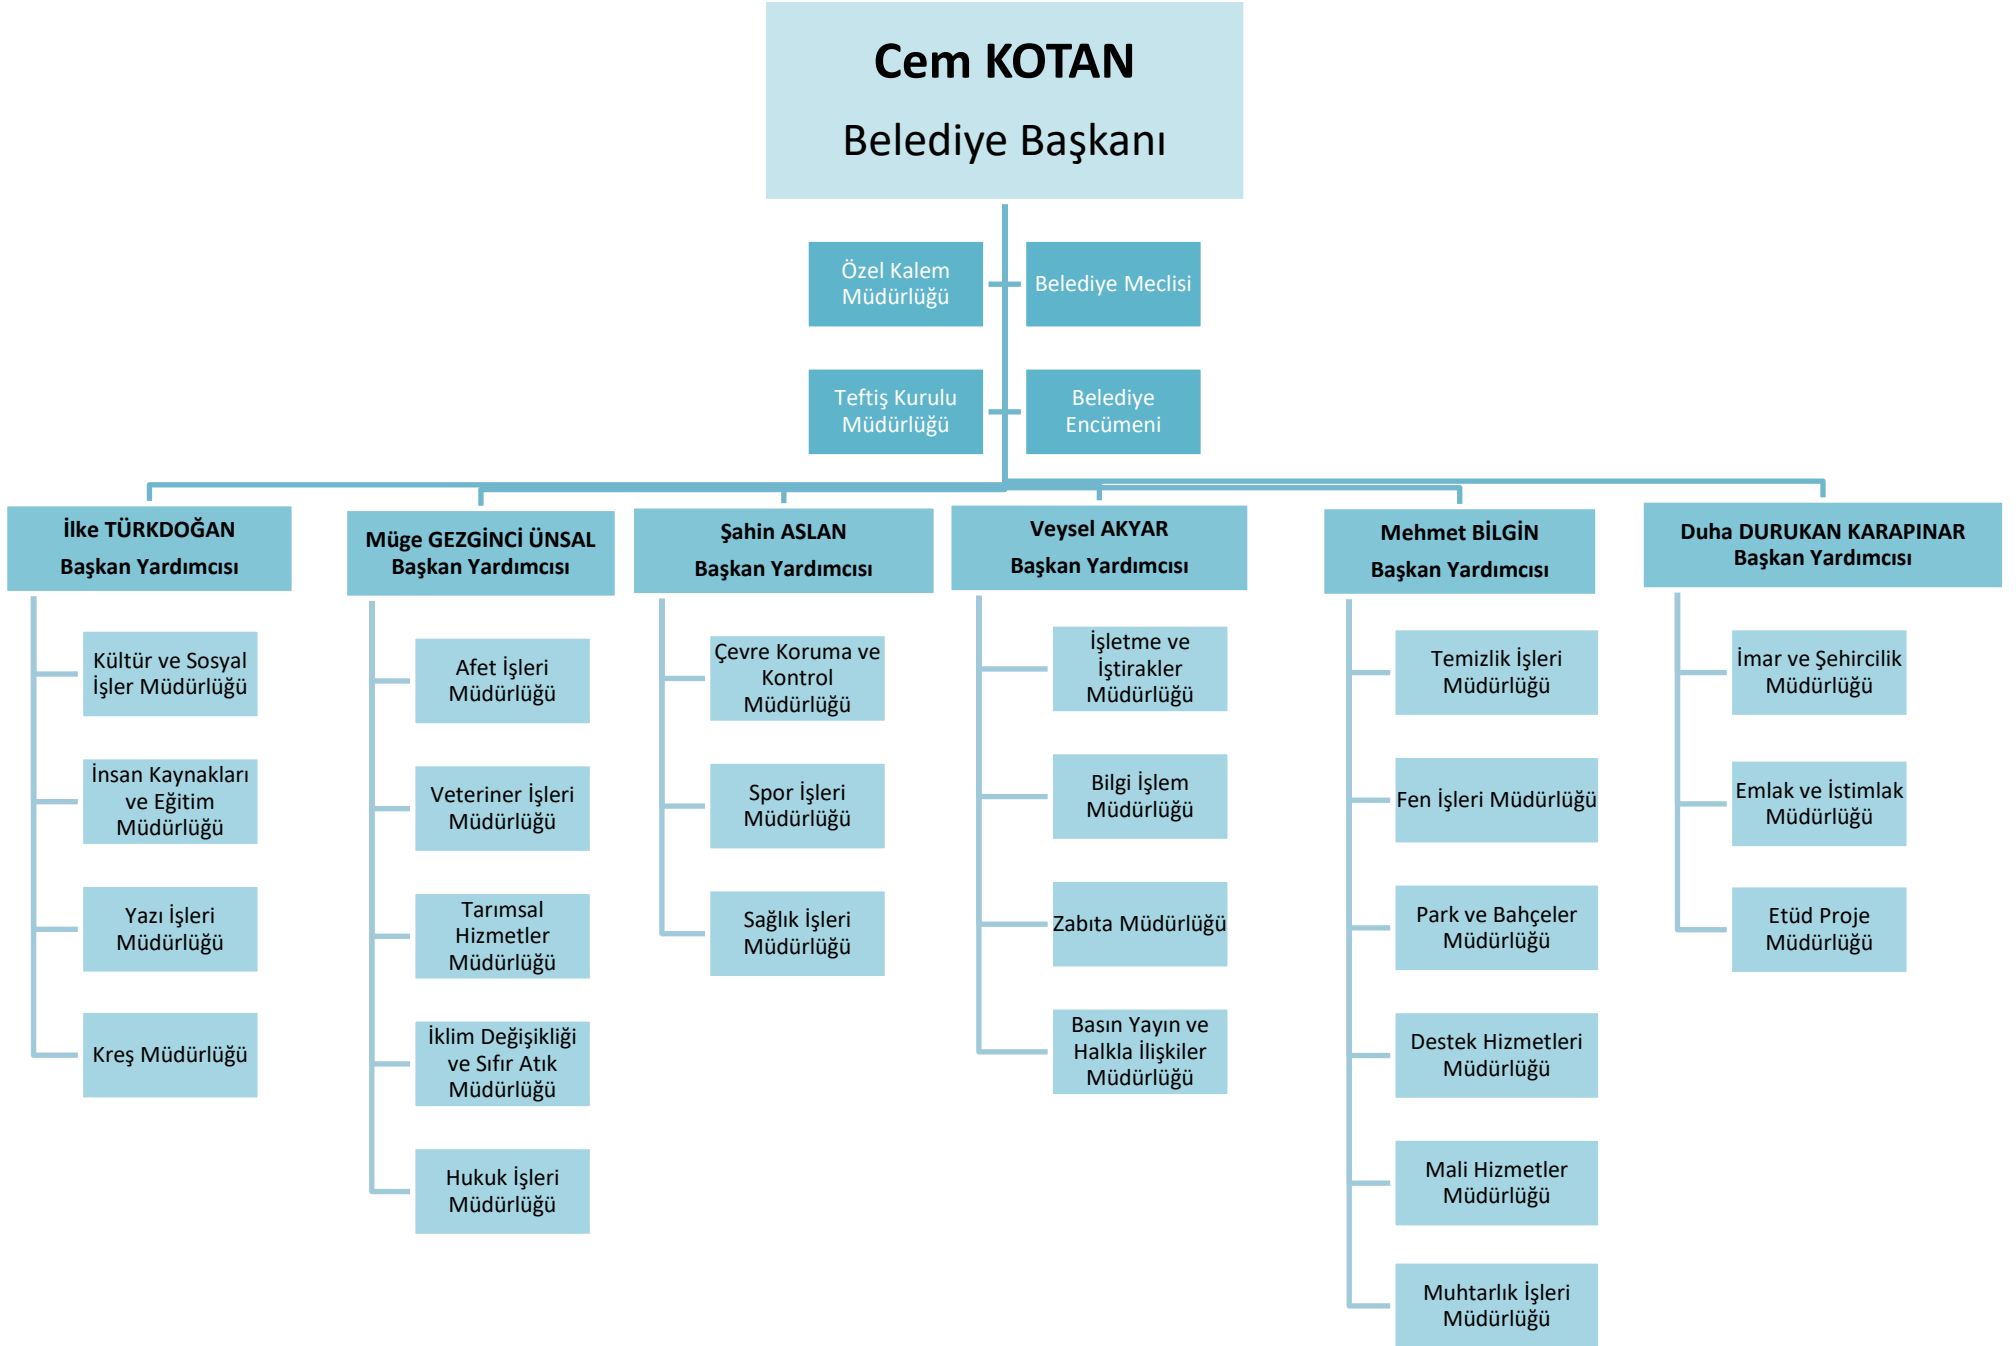 Cem KOTAN
Belediye Başkanı
Özel Kalem
Müdürlüğü
Belediye Meclisi
Teftiş Kurulu
Müdürlüğü
Belediye
Encümeni
İlke TÜRKDOĞAN
Başkan Yardımcısı
Kültür ve Sosyal
İşler Müdürlüğü
İnsan Kaynakları
ve Eğitim
Müdürlüğü
Yazı İşleri
Müdürlüğü
Kreş Müdürlüğü
Müge GEZGİNCİ ÜNSAL
Başkan Yardımcısı
Afet İşleri
Müdürlüğü
Veteriner İşleri
Müdürlüğü
Tarımsal
Hizmetler
Müdürlüğü
İklim Değişikliği
ve Sıfır Atık
Müdürlüğü
Hukuk İşleri
Müdürlüğü
Şahin ASLAN
Başkan Yardımcısı
Çevre Koruma ve
Kontrol
Müdürlüğü
Spor İşleri
Müdürlüğü
Sağlık İşleri
Müdürlüğü
Veysel AKYAR
Başkan Yardımcısı
İşletme ve
İştirakler
Müdürlüğü
Bilgi İşlem
Müdürlüğü
Zabıta Müdürlüğü
Basın Yayın ve
Halkla İlişkiler
Müdürlüğü
Mehmet BİLGİN
Başkan Yardımcısı
Temizlik İşleri
Müdürlüğü
Fen İşleri Müdürlüğü
Park ve Bahçeler
Müdürlüğü
Destek Hizmetleri
Müdürlüğü
Mali Hizmetler
Müdürlüğü
Muhtarlık İşleri
Müdürlüğü
Duha DURUKAN KARAPINAR
Başkan Yardımcısı
İmar ve Şehircilik
Müdürlüğü
Emlak ve İstimlak
Müdürlüğü
Etüd Proje
Müdürlüğü